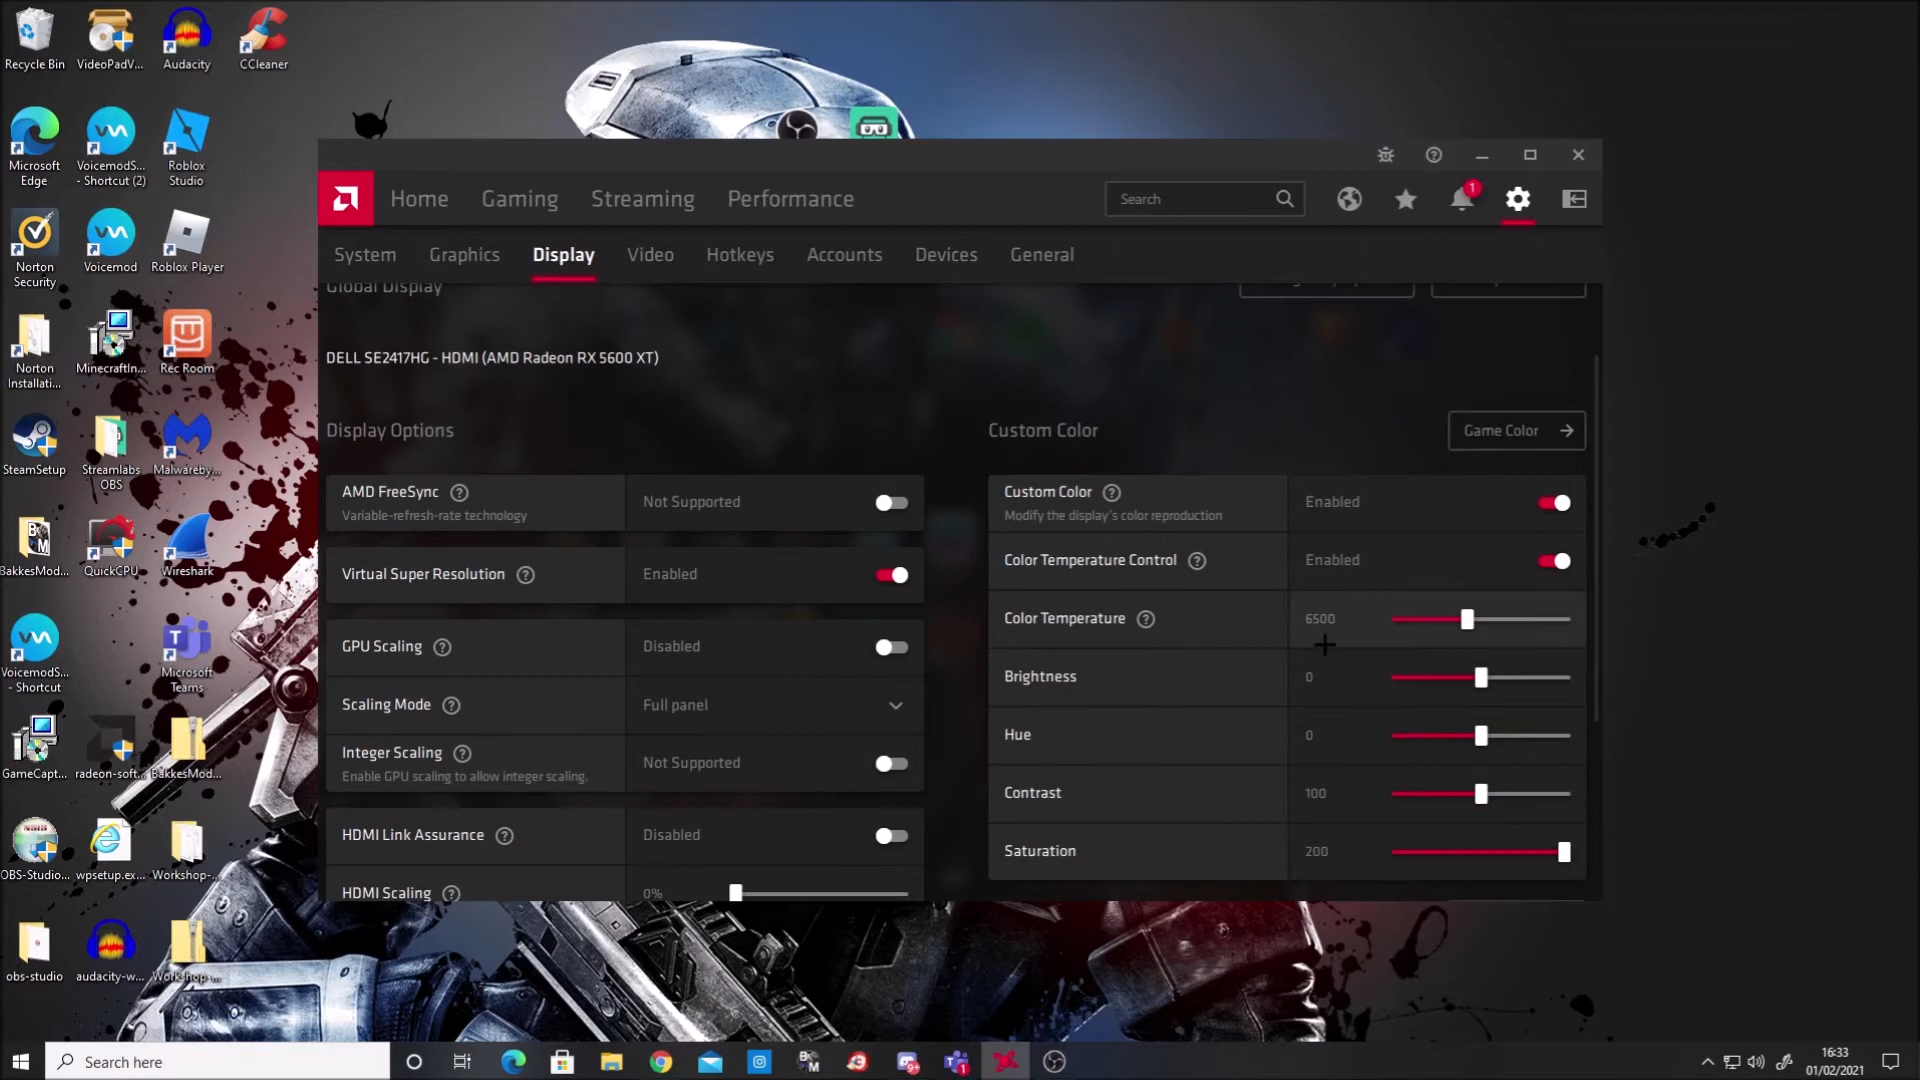 Recycle Bin
VideoPadV...
Audacity
CCleaner
Microsoft
Edge
VoicemodS...
- Shortcut (2)
Roblox
Studio
Norton
Security
Voicemod
Roblox Player
Norton
Installati...
MinecraftIn...
Rec Room
SteamSetup
Streamlabs
OBS
Malwareby...
BakkesMod...
QuickCPU
Wireshark
VoicemodS...
- Shortcut
Microsoft
Teams
GameCapt...
radeon-soft...
BakkesMod...
OBS-Studio...
wpsetup.ex...
Workshop-...
obs-studio
audacity-w...
Workshop-...
Home
Gaming
Streaming
Performance
Search
1
System
Graphics
Display
Video
Hotkeys
Accounts
Devices
General
Global Display
DELL SE2417HG - HDMI (AMD Radeon RX 5600 XT)
Display Options
AMD FreeSync
Variable-refresh-rate technology
Not Supported
Virtual Super Resolution
Enabled
GPU Scaling
Disabled
Scaling Mode
Full panel
Integer Scaling
Enable GPU scaling to allow integer scaling.
Not Supported
HDMI Link Assurance
Disabled
HDMI Scaling
0%
Custom Color
Game Color
Custom Color
Modify the display's color reproduction
Enabled
Color Temperature Control
Enabled
Color Temperature
6500
Brightness
0
Hue
0
Contrast
100
Saturation
200
Search here
9+
1
16:33
01/02/2021